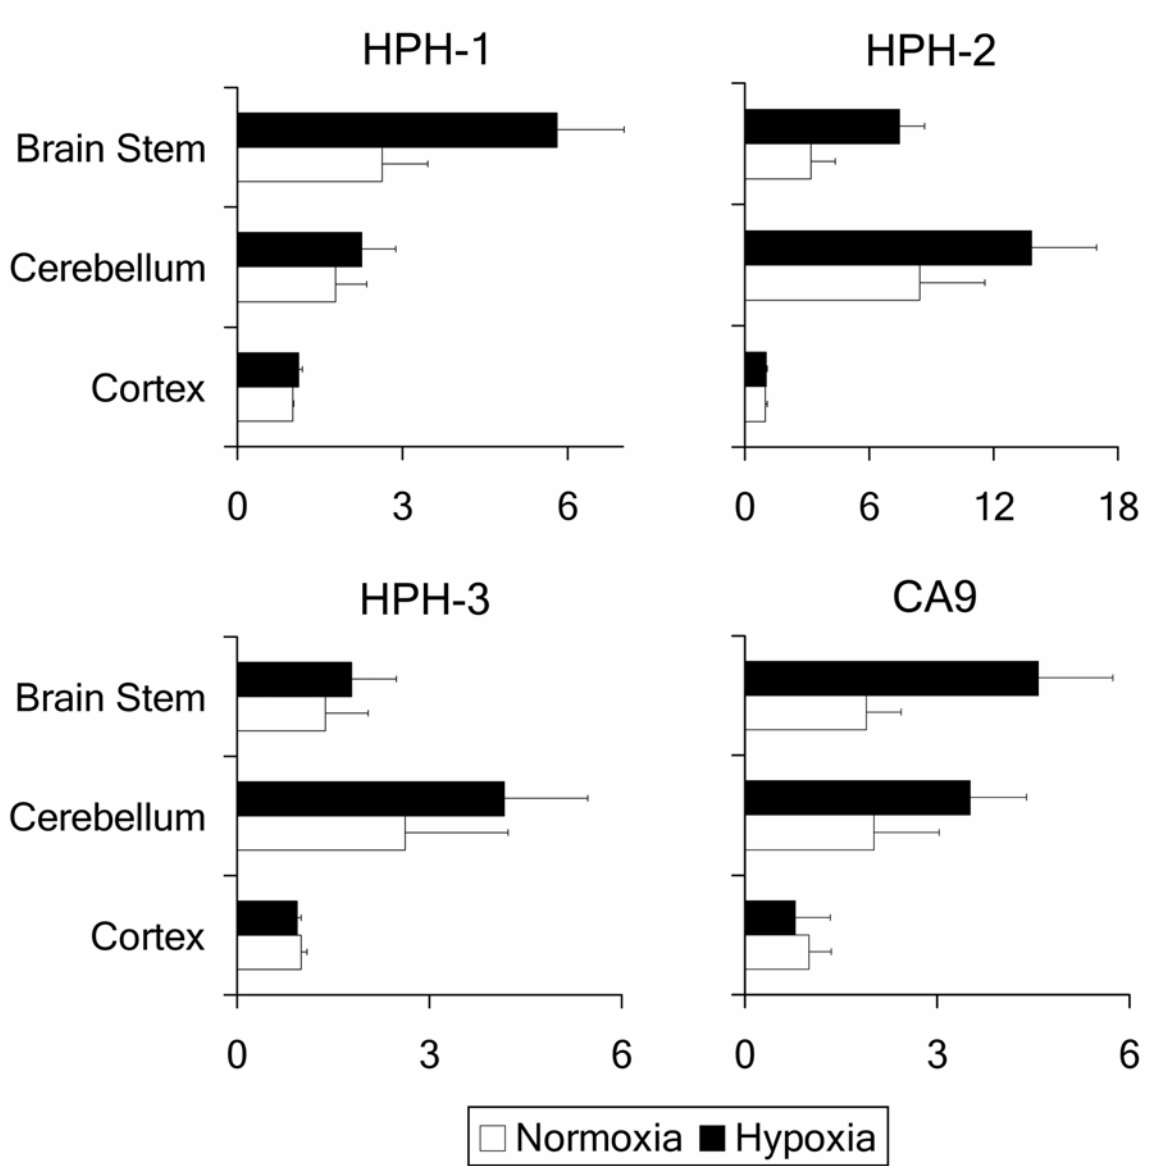 HPH-1
HPH-2
Brain Stem
Cerebellum
Cortex
0 3 6
0 6 12 18
HPH-3
CA9
Brain Stem
Cerebellum
Cortex
0 3 6
0 3 6
Normoxia Hypoxia